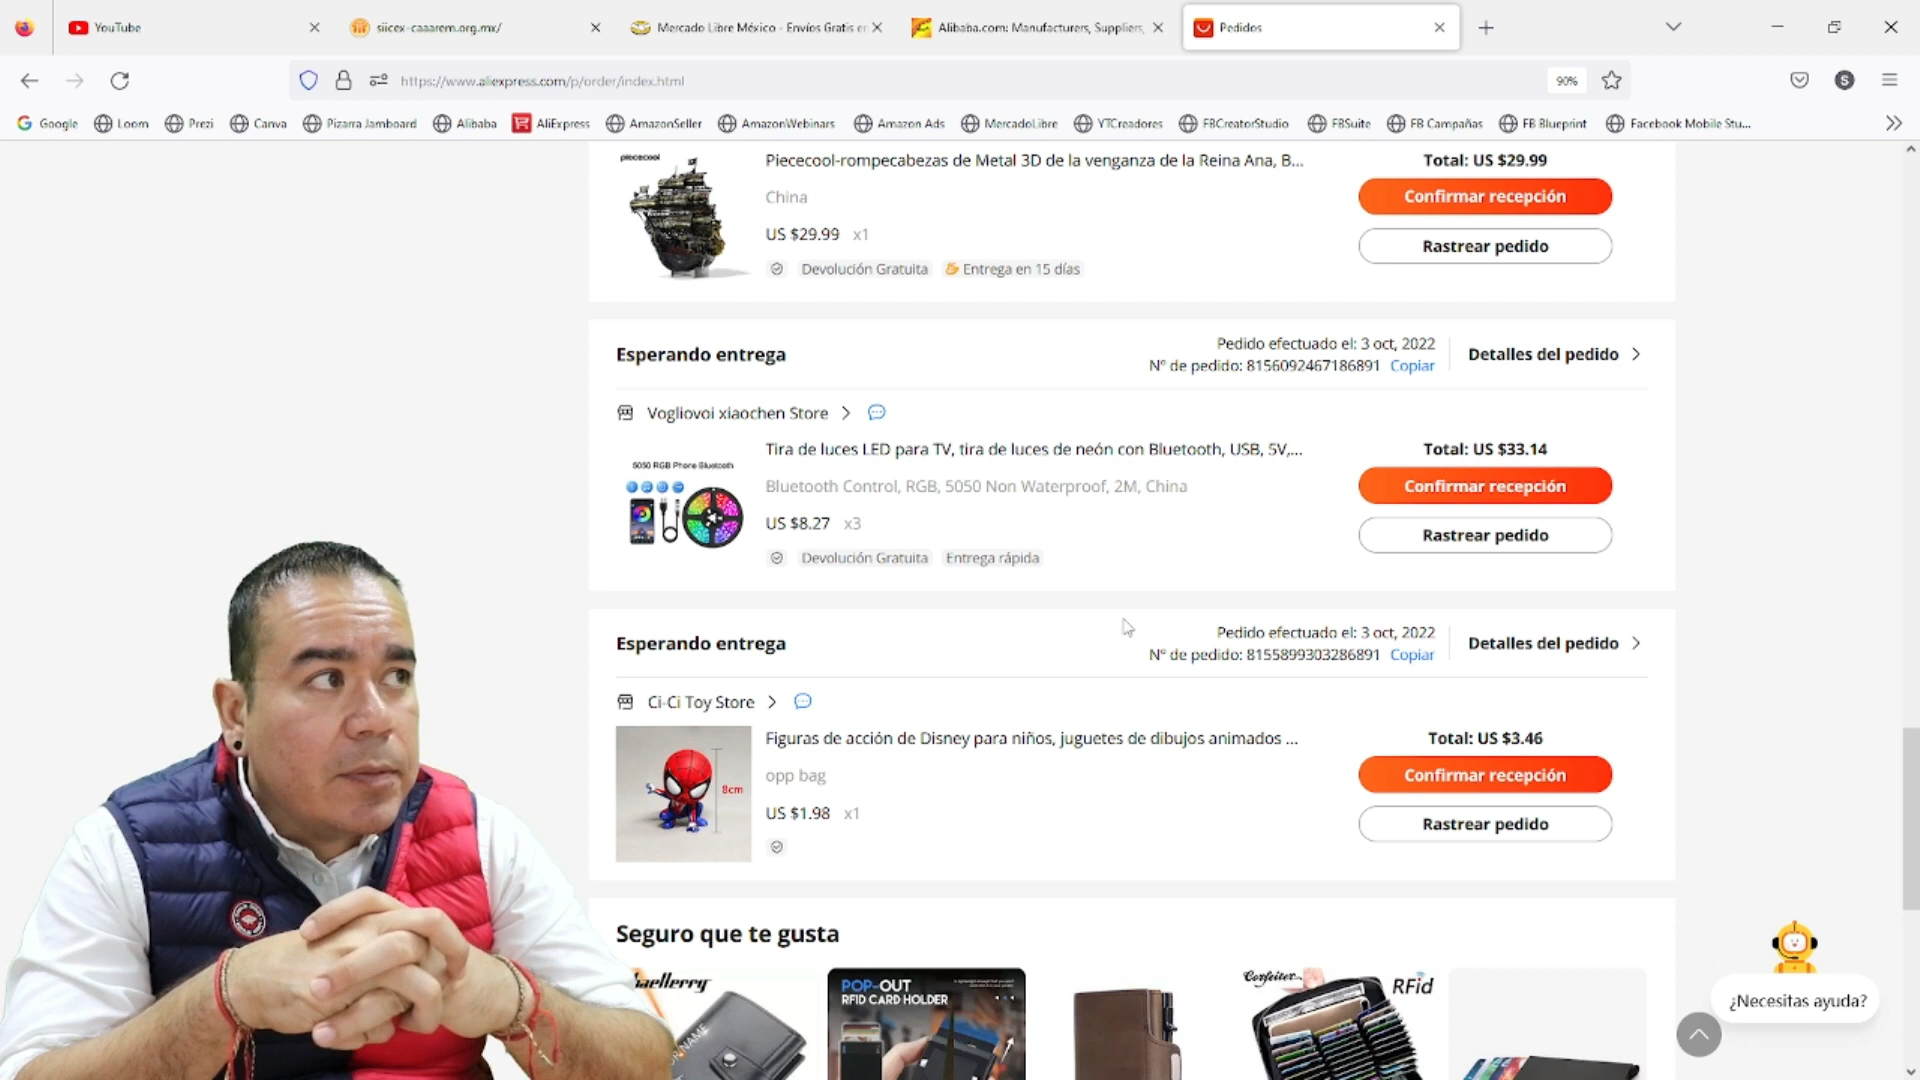 YouTube
siicex-caaarem.org.mx/
Mercado Libre México - Envíos Gratis en
Alibaba.com: Manufacturers, Suppliers,
Pedidos
https://www.aliexpress.com/p/order/index.html
90%
S
Google
Loom
Prezi
Canva
Pizarra Jamboard
Alibaba
AliExpress
AmazonSeller
AmazonWebinars
Amazon Ads
MercadoLibre
YTCreadores
FBCreatorStudio
FBSuite
FB Campañas
FB Blueprint
Facebook Mobile Stu...
piececool
Piececool-rompecabezas de Metal 3D de la venganza de la Reina Ana, B...
Total: US $29.99
China
Confirmar recepción
US $29.99 x1
Rastrear pedido
Devolución Gratuita
Entrega en 15 días
Esperando entrega
Pedido efectuado el: 3 oct, 2022
Nº de pedido: 8156092467186891 Copiar
Detalles del pedido
Vogliovoi xiaochen Store
5050 RGB Phone Bluetooth
Tira de luces LED para TV, tira de luces de neón con Bluetooth, USB, 5V,...
Total: US $33.14
Bluetooth Control, RGB, 5050 Non Waterproof, 2M, China
Confirmar recepción
US $8.27 x3
Rastrear pedido
Devolución Gratuita
Entrega rápida
Esperando entrega
Pedido efectuado el: 3 oct, 2022
Nº de pedido: 8155899303286891 Copiar
Detalles del pedido
Ci-Ci Toy Store
8cm
Figuras de acción de Disney para niños, juguetes de dibujos animados ...
Total: US $3.46
opp bag
Confirmar recepción
US $1.98 x1
Rastrear pedido
Seguro que te gusta
POP-OUT
RFID CARD HOLDER
NAME
RFid
¿Necesitas ayuda?